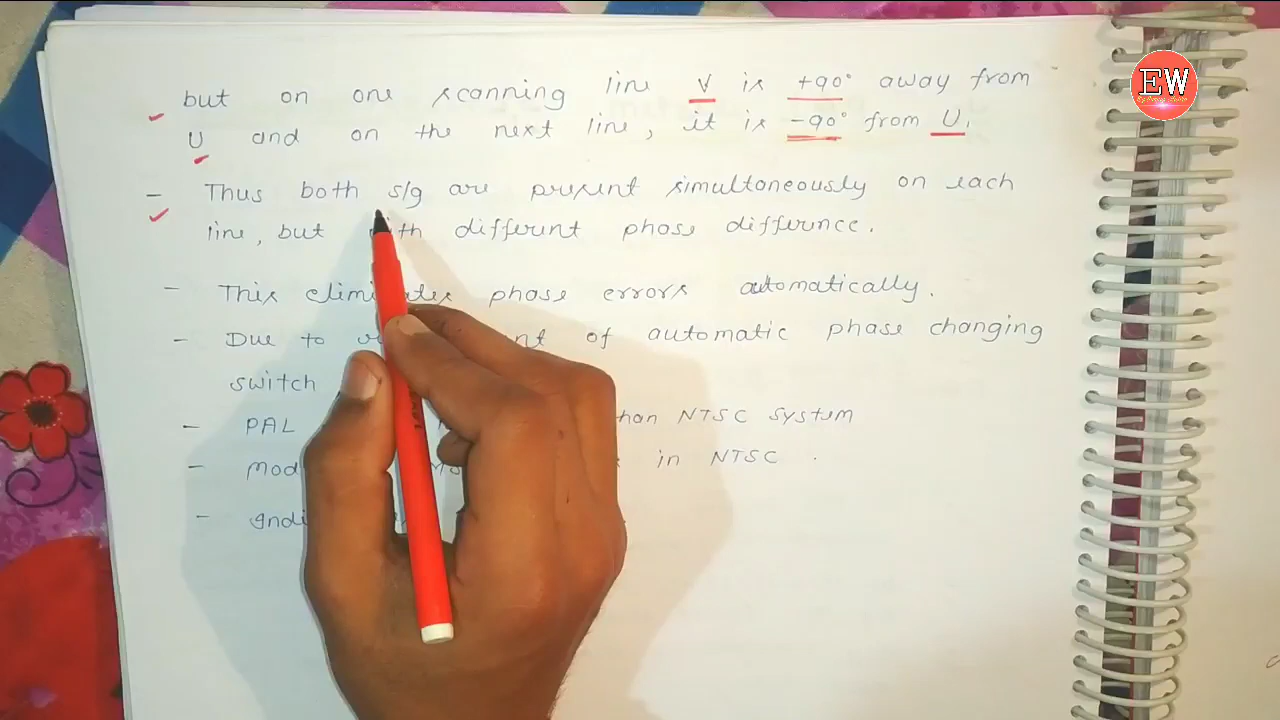 but on one scanning line V is +90° away from
U and on the next line, it is -90° from U.
- Thus both s/g are present simultaneously on each
line, but with different phase difference.
- This eliminates phase errors automatically.
- Due to of automatic phase changing
switch
- PAL than NTSC system
- in NTSC .
-
EW